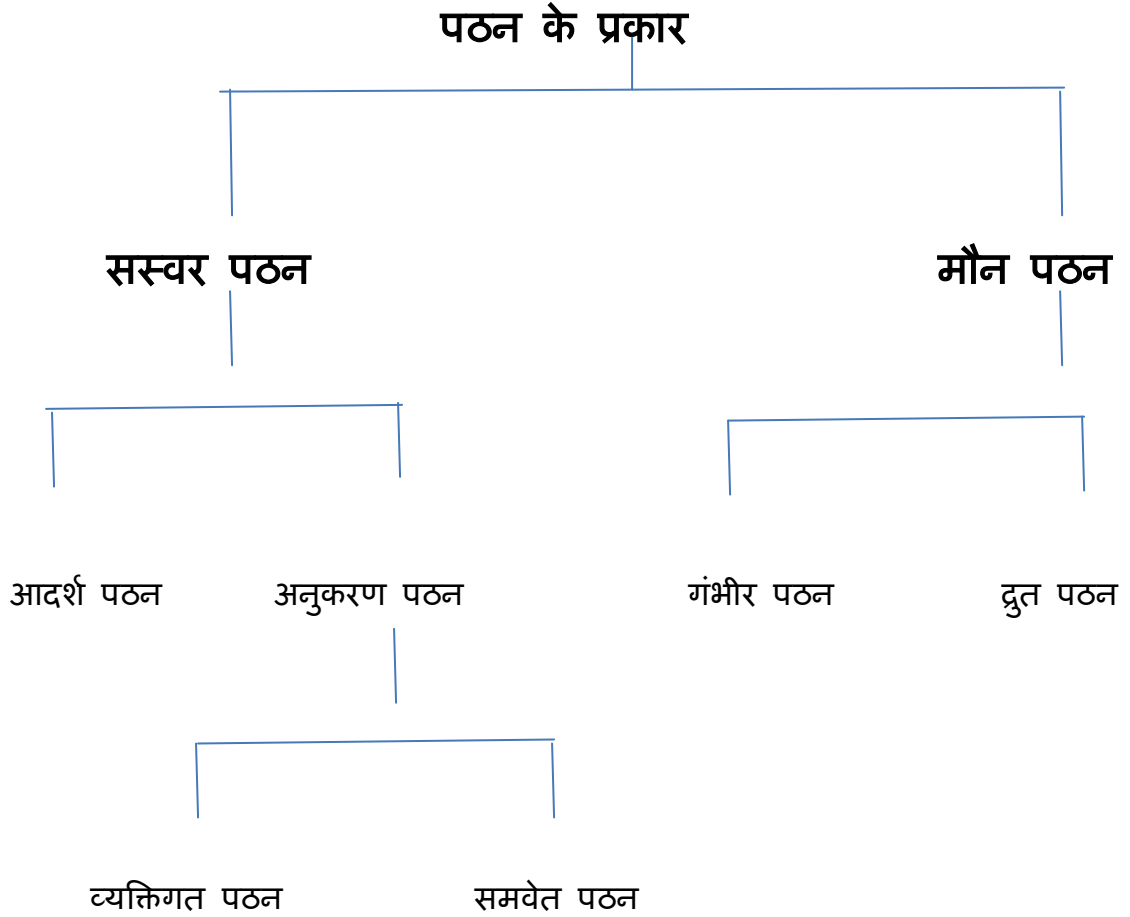 पठन के प्रकार
सस्वर पठन मौन पठन
आदर्श पठन अनुकरण पठन गंभीर पठन द्रुत पठन
व्यक्तिगत पठन समवेत पठन